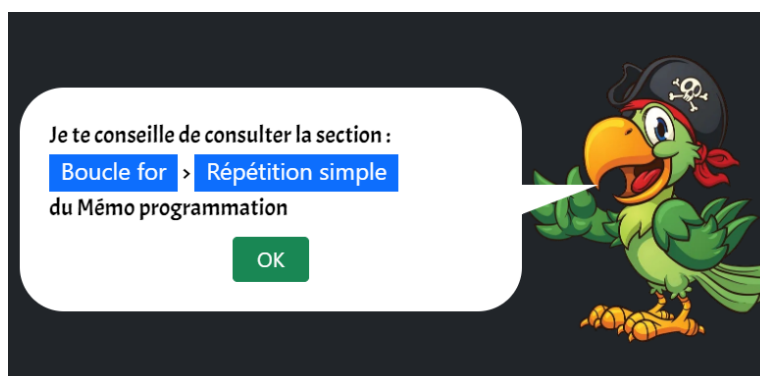 Je te conseille de consulter la section :
Boucle for > Répétition simple
du Mémo programmation
OK